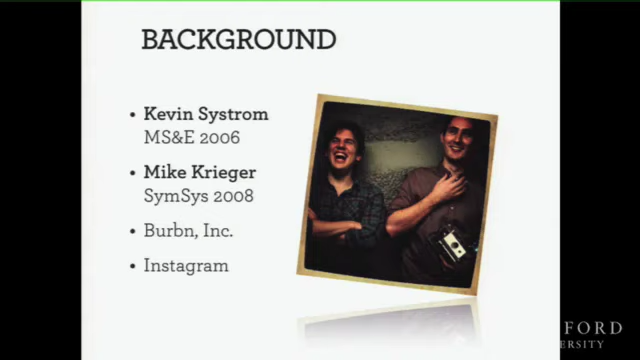 BACKGROUND
• Kevin Systrom
MS&E 2006
• Mike Krieger
SymSys 2008
• Burbn, Inc.
• Instagram
FORD
ERSITY